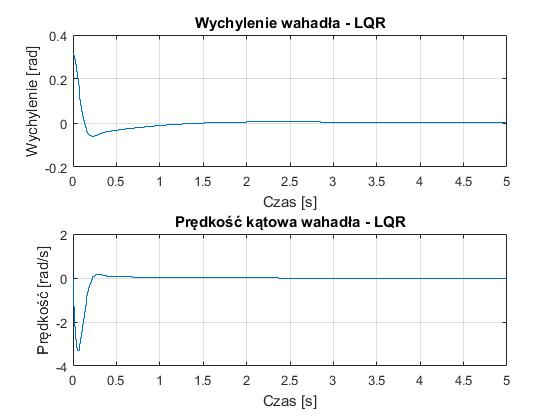 Wychylenie wahadła - LQR
Wychylenie [rad]
0.4
0.2
0
-0.2
0 0.5 1 1.5 2 2.5 3 3.5 4 4.5 5
Czas [s]
Prędkość kątowa wahadła - LQR
Prędkość [rad/s]
2
0
-2
-4
0 0.5 1 1.5 2 2.5 3 3.5 4 4.5 5
Czas [s]